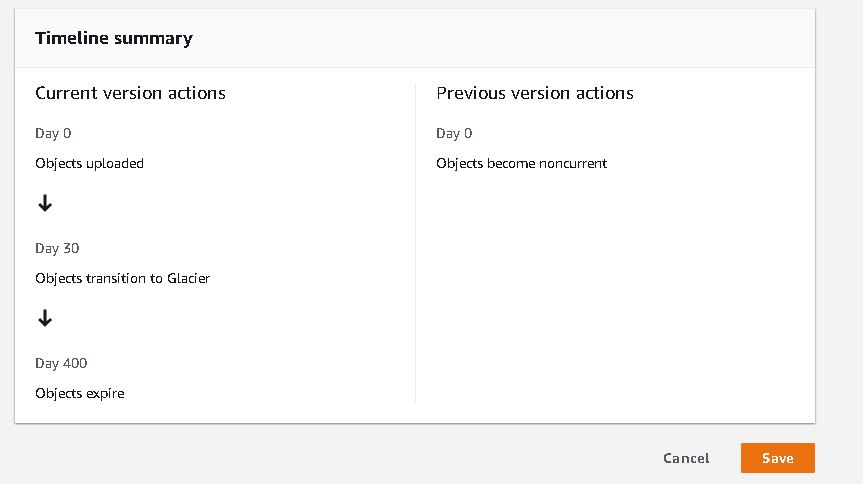 Timeline summary
Current version actions
Day 0
Objects uploaded
Day 30
Objects transition to Glacier
Day 400
Objects expire
Previous version actions
Day 0
Objects become noncurrent
Cancel
Save